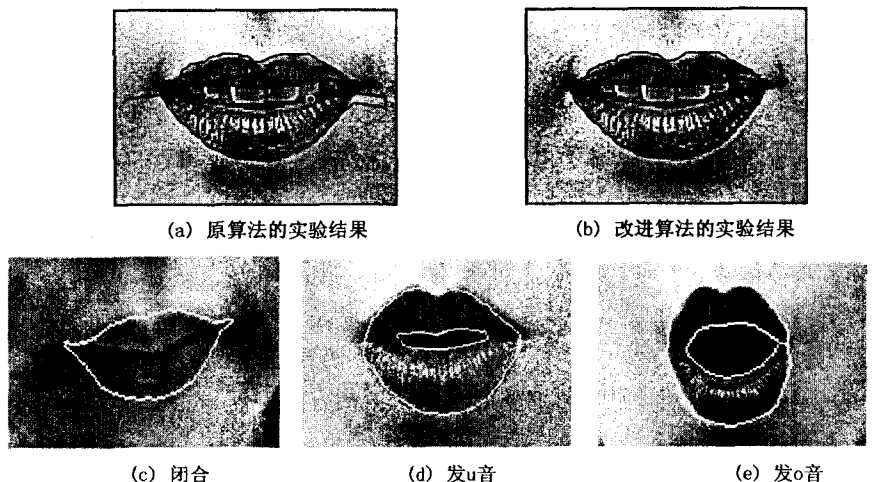 (a) 原算法的实验结果
(b) 改进算法的实验结果
(c) 闭合
(d) 发u音
(e) 发o音